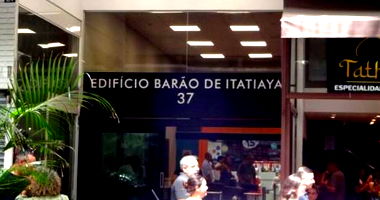 EDIFÍCIO BARÃO DE ITATIAYA
37
Tath
ESPECIALIDA